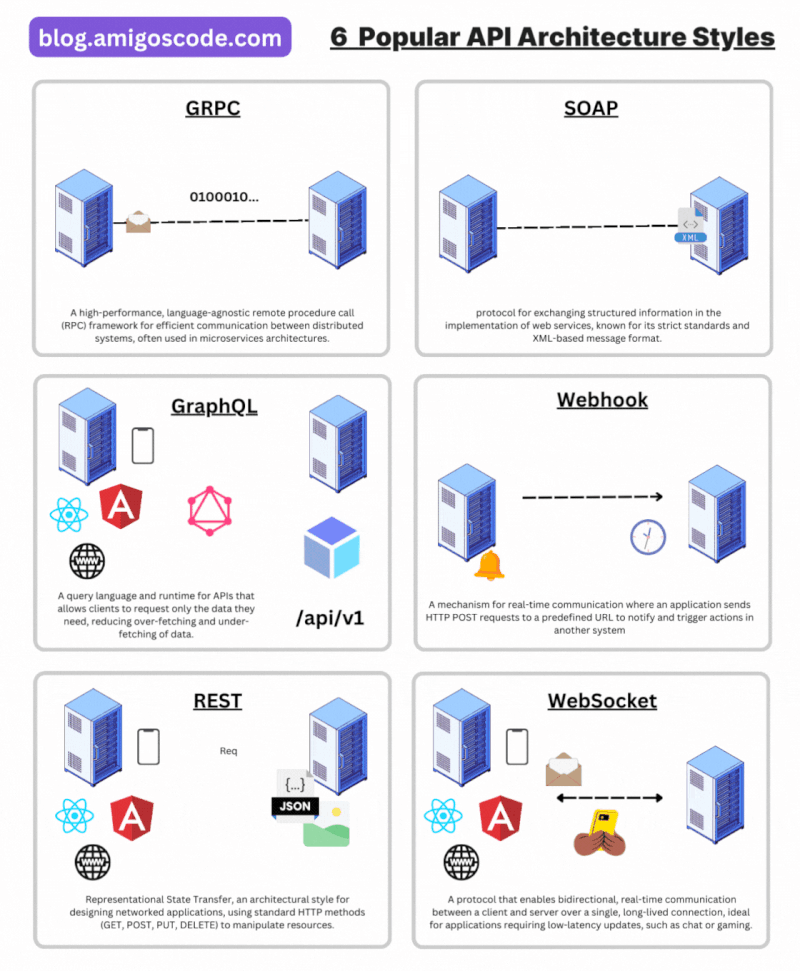 blog.amigoscode.com
6 Popular API Architecture Styles
GRPC
0100010...
A high-performance, language-agnostic remote procedure call
(RPC) framework for efficient communication between distributed
systems, often used in microservices architectures.
SOAP
XML
protocol for exchanging structured information in the
implementation of web services, known for its strict standards and
XML-based message format.
GraphQL
A
WWW
A query language and runtime for APIs that
allows clients to request only the data they
need, reducing over-fetching and under-
fetching of data.
/api/v1
Webhook
A mechanism for real-time communication where an application sends
HTTP POST requests to a predefined URL to notify and trigger actions in
another system
REST
Req
{...}
JSON
A
WWW
Representational State Transfer, an architectural style for
designing networked applications, using standard HTTP methods
(GET, POST, PUT, DELETE) to manipulate resources.
WebSocket
A
WWW
A protocol that enables bidirectional, real-time communication
between a client and server over a single, long-lived connection, ideal
for applications requiring low-latency updates, such as chat or gaming.